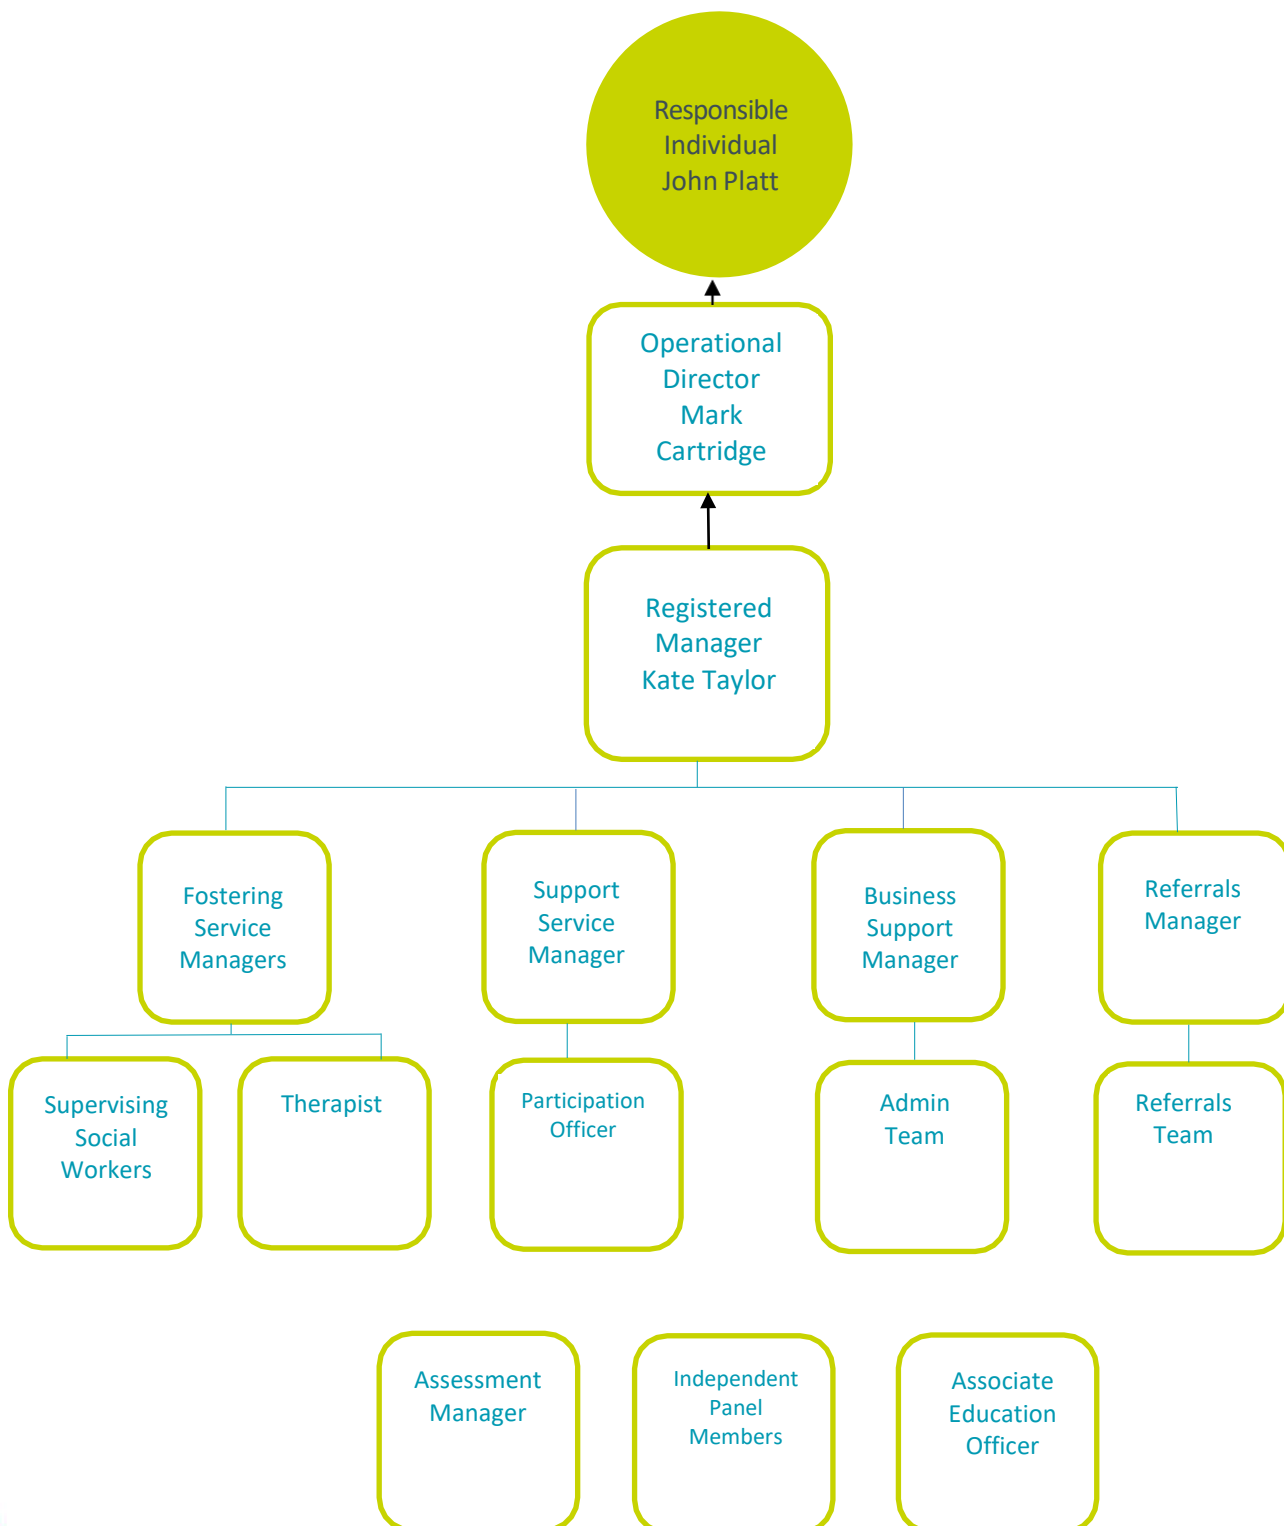 Responsible
Individual
John Platt
Operational
Director
Mark
Cartridge
Registered
Manager
Kate Taylor
Fostering
Service
Managers
Support
Service
Manager
Business
Support
Manager
Referrals
Manager
Supervising
Social
Workers
Therapist
Participation
Officer
Admin
Team
Referrals
Team
Assessment
Manager
Independent
Panel
Members
Associate
Education
Officer